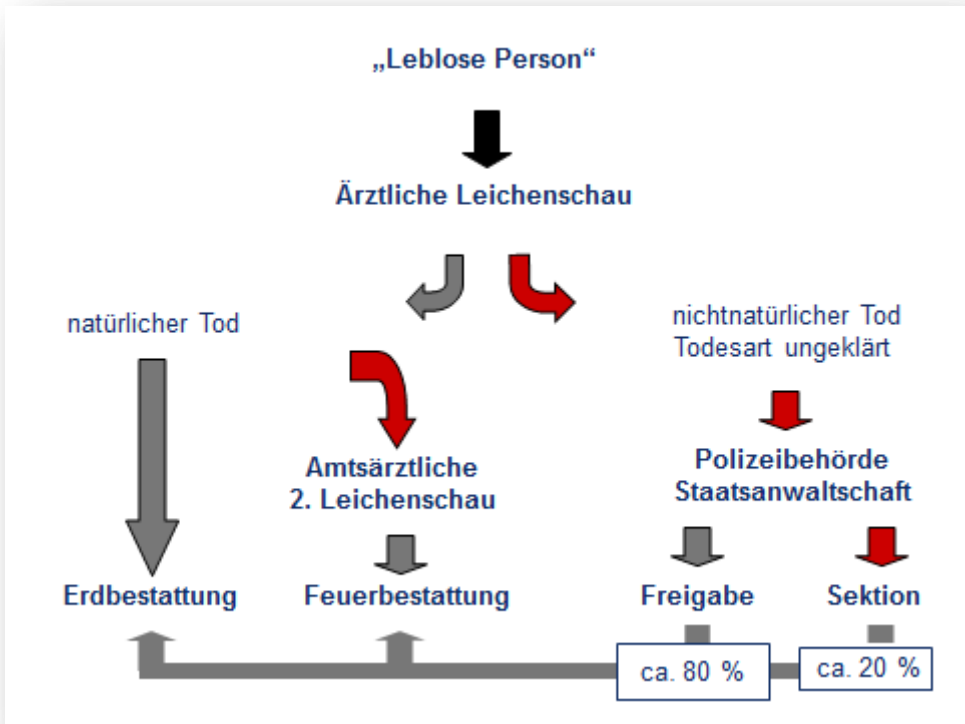 „Leblose Person“
Ärztliche Leichenschau
natürlicher Tod
nichtnatürlicher Tod
Todesart ungeklärt
Amtsärztliche
2. Leichenschau
Polizeibehörde
Staatsanwaltschaft
Erdbestattung
Feuerbestattung
Freigabe
Sektion
ca. 80 %
ca. 20 %